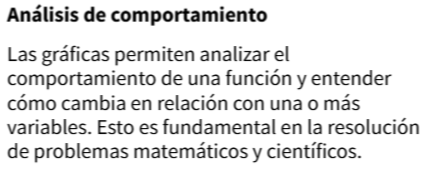 Análisis de comportamiento
Las gráficas permiten analizar el
comportamiento de una función y entender
cómo cambia en relación con una o más
variables. Esto es fundamental en la resolución
de problemas matemáticos y científicos.